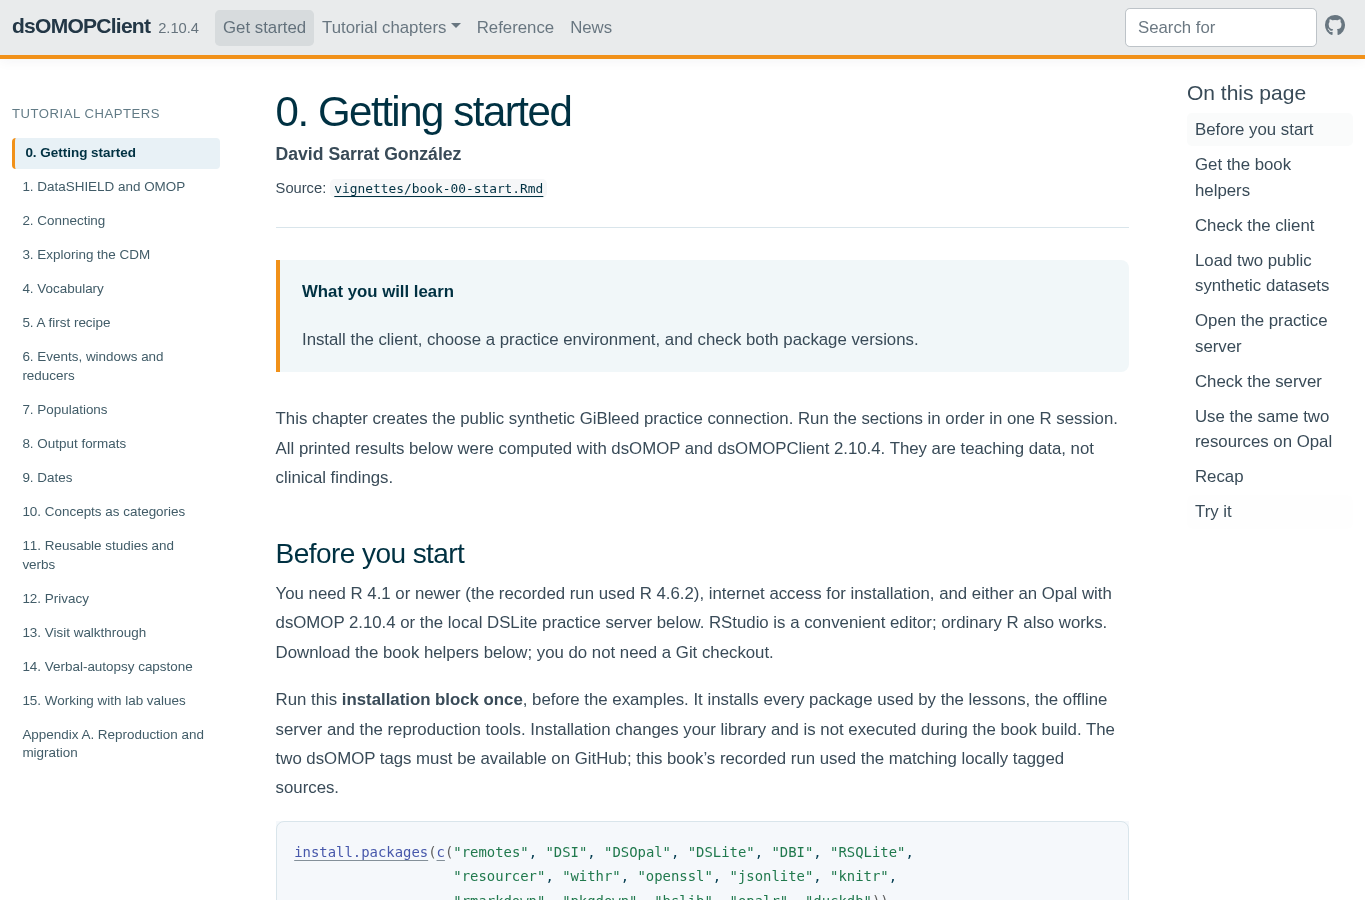 dsOMOPClient 2.10.4 Get started Tutorial chapters Reference News Search for
TUTORIAL CHAPTERS
0. Getting started
1. DataSHIELD and OMOP
2. Connecting
3. Exploring the CDM
4. Vocabulary
5. A first recipe
6. Events, windows and
reducers
7. Populations
8. Output formats
9. Dates
10. Concepts as categories
11. Reusable studies and
verbs
12. Privacy
13. Visit walkthrough
14. Verbal-autopsy capstone
15. Working with lab values
Appendix A. Reproduction and
migration
0. Getting started
David Sarrat González
Source: vignettes/book-00-start.Rmd
What you will learn
Install the client, choose a practice environment, and check both package versions.
This chapter creates the public synthetic GiBleed practice connection. Run the sections in order in one R session.
All printed results below were computed with dsOMOP and dsOMOPClient 2.10.4. They are teaching data, not
clinical findings.
Before you start
You need R 4.1 or newer (the recorded run used R 4.6.2), internet access for installation, and either an Opal with
dsOMOP 2.10.4 or the local DSLite practice server below. RStudio is a convenient editor; ordinary R also works.
Download the book helpers below; you do not need a Git checkout.
Run this installation block once, before the examples. It installs every package used by the lessons, the offline
server and the reproduction tools. Installation changes your library and is not executed during the book build. The
two dsOMOP tags must be available on GitHub; this book’s recorded run used the matching locally tagged
sources.
install.packages(c("remotes", "DSI", "DSOpal", "DSLite", "DBI", "RSQLite",
"resourcer", "withr", "openssl", "jsonlite", "knitr",
"rmarkdown", "pkgdown", "bslib", "opalr", "duckdb"))
On this page
Before you start
Get the book
helpers
Check the client
Load two public
synthetic datasets
Open the practice
server
Check the server
Use the same two
resources on Opal
Recap
Try it